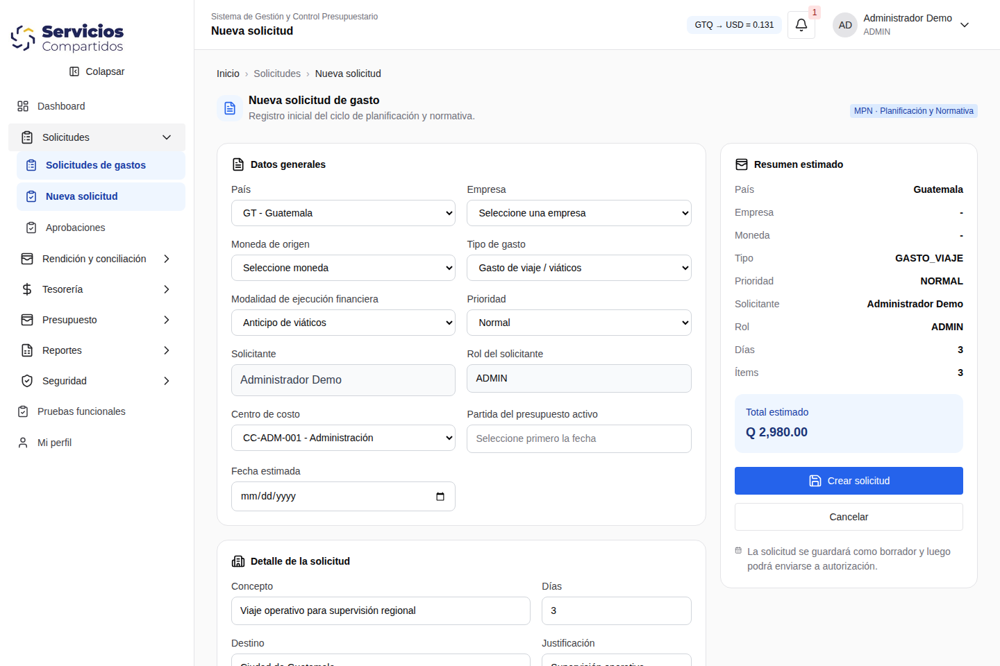 Servicios
Compartidos
Colapsar
Dashboard
Solicitudes
Solicitudes de gastos
Nueva solicitud
Aprobaciones
Rendición y conciliación
Tesorería
Presupuesto
Reportes
Seguridad
Pruebas funcionales
Mi perfil
Sistema de Gestión y Control Presupuestario
Nueva solicitud
GTQ → USD = 0.131
1
AD
Administrador Demo
ADMIN
Inicio › Solicitudes › Nueva solicitud
Nueva solicitud de gasto
Registro inicial del ciclo de planificación y normativa.
MPN · Planificación y Normativa
Datos generales
País
GT - Guatemala
Empresa
Seleccione una empresa
Moneda de origen
Seleccione moneda
Tipo de gasto
Gasto de viaje / viáticos
Modalidad de ejecución financiera
Anticipo de viáticos
Prioridad
Normal
Solicitante
Administrador Demo
Rol del solicitante
ADMIN
Centro de costo
CC-ADM-001 - Administración
Partida del presupuesto activo
Seleccione primero la fecha
Fecha estimada
mm/dd/yyyy
Detalle de la solicitud
Concepto
Viaje operativo para supervisión regional
Días
3
Destino
Ciudad de Guatemala
Justificación
Supervisión operativa
Resumen estimado
País Guatemala
Empresa -
Moneda -
Tipo GASTO_VIAJE
Prioridad NORMAL
Solicitante Administrador Demo
Rol ADMIN
Días 3
Ítems 3
Total estimado
Q 2,980.00
Crear solicitud
Cancelar
La solicitud se guardará como borrador y luego
podrá enviarse a autorización.